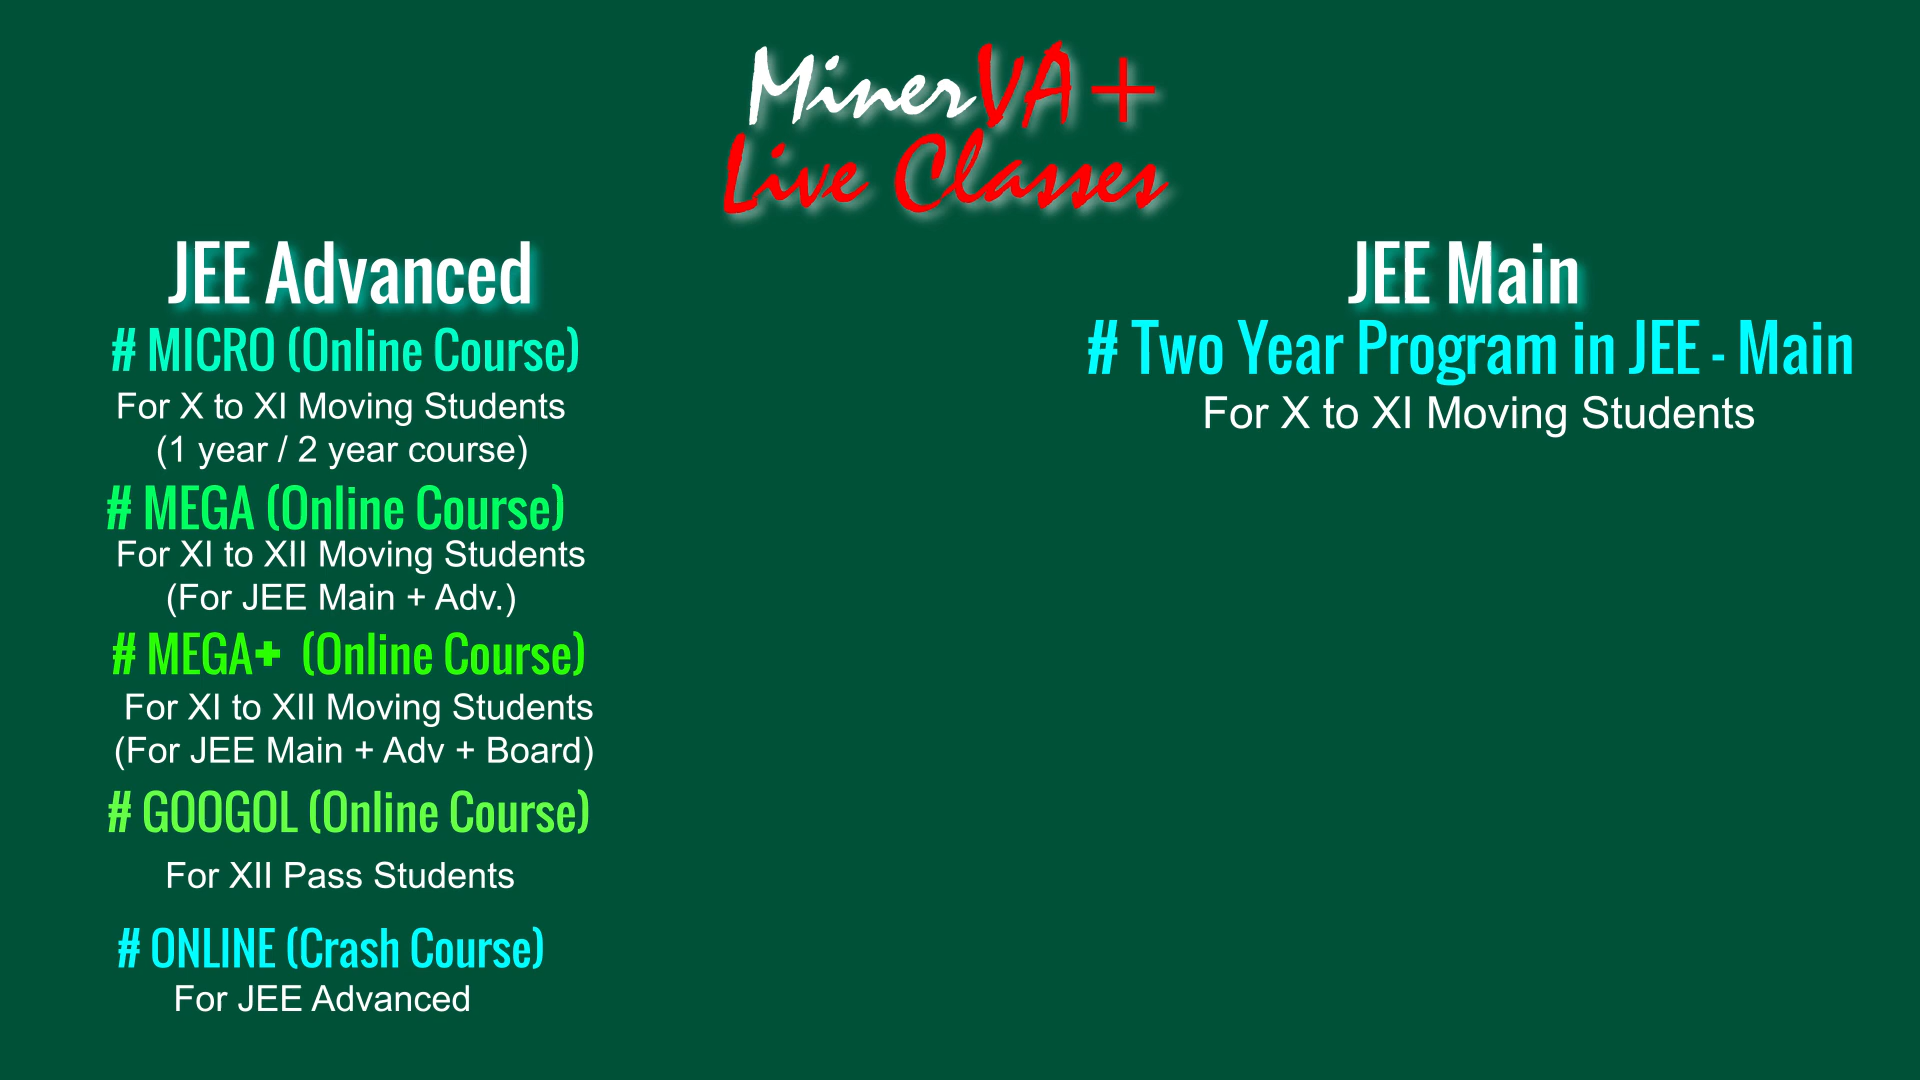 MinerVA+
Live Classes
JEE Advanced
# MICRO (Online Course)
For X to XI Moving Students
(1 year / 2 year course)
# MEGA (Online Course)
For XI to XII Moving Students
(For JEE Main + Adv.)
# MEGA+ (Online Course)
For XI to XII Moving Students
(For JEE Main + Adv + Board)
# GOOGOL (Online Course)
For XII Pass Students
# ONLINE (Crash Course)
For JEE Advanced
JEE Main
# Two Year Program in JEE - Main
For X to XI Moving Students